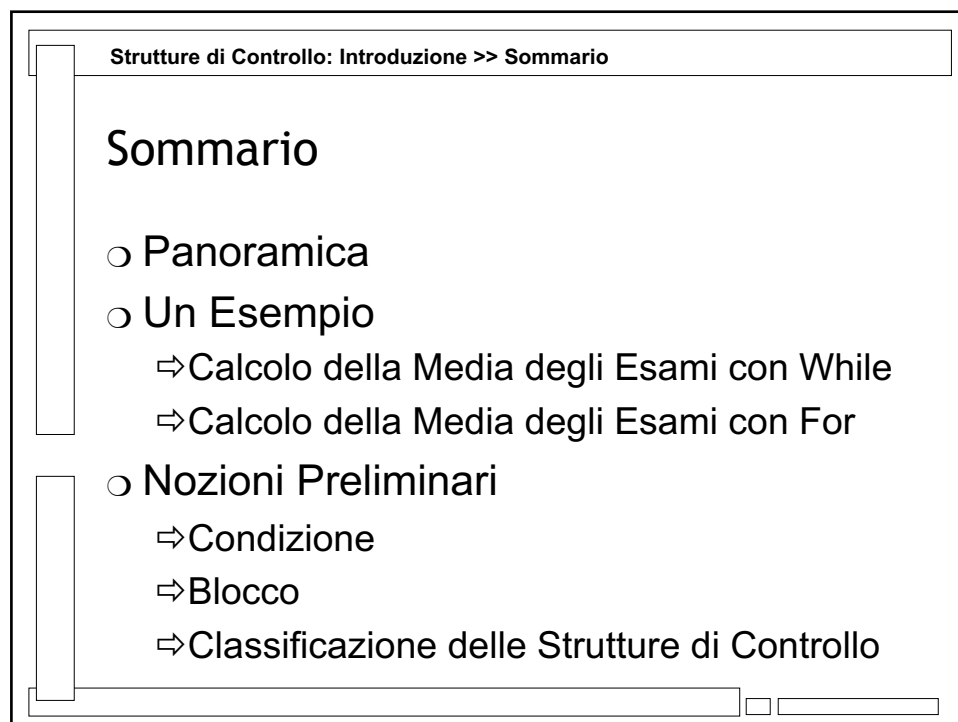 Strutture di Controllo: Introduzione >> Sommario
Sommario
❍ Panoramica
❍ Un Esempio
⇨Calcolo della Media degli Esami con While
⇨Calcolo della Media degli Esami con For
❍ Nozioni Preliminari
⇨Condizione
⇨Blocco
⇨Classificazione delle Strutture di Controllo